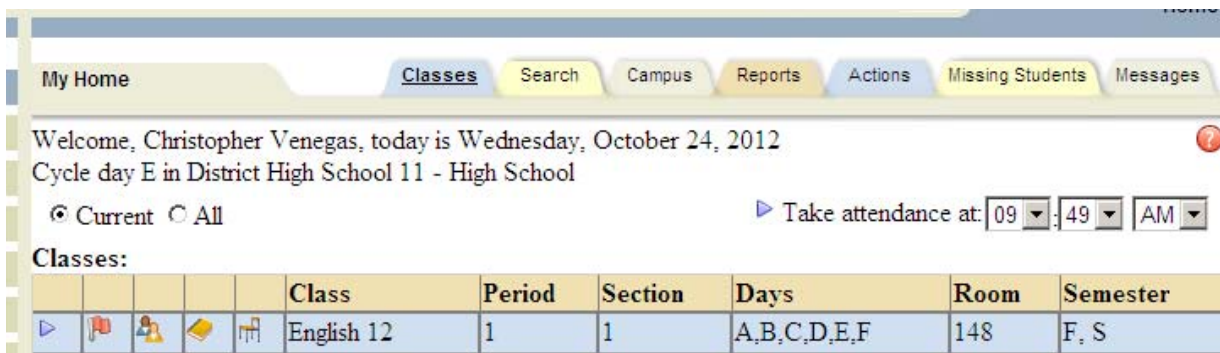 My Home Classes Search Campus Reports Actions Missing Students Messages
Welcome, Christopher Venegas, today is Wednesday, October 24, 2012
Cycle day E in District High School 11 - High School
Current All Take attendance at: 09 : 49 AM
Classes:
Class Period Section Days Room Semester
English 12 1 1 A,B,C,D,E,F 148 F, S